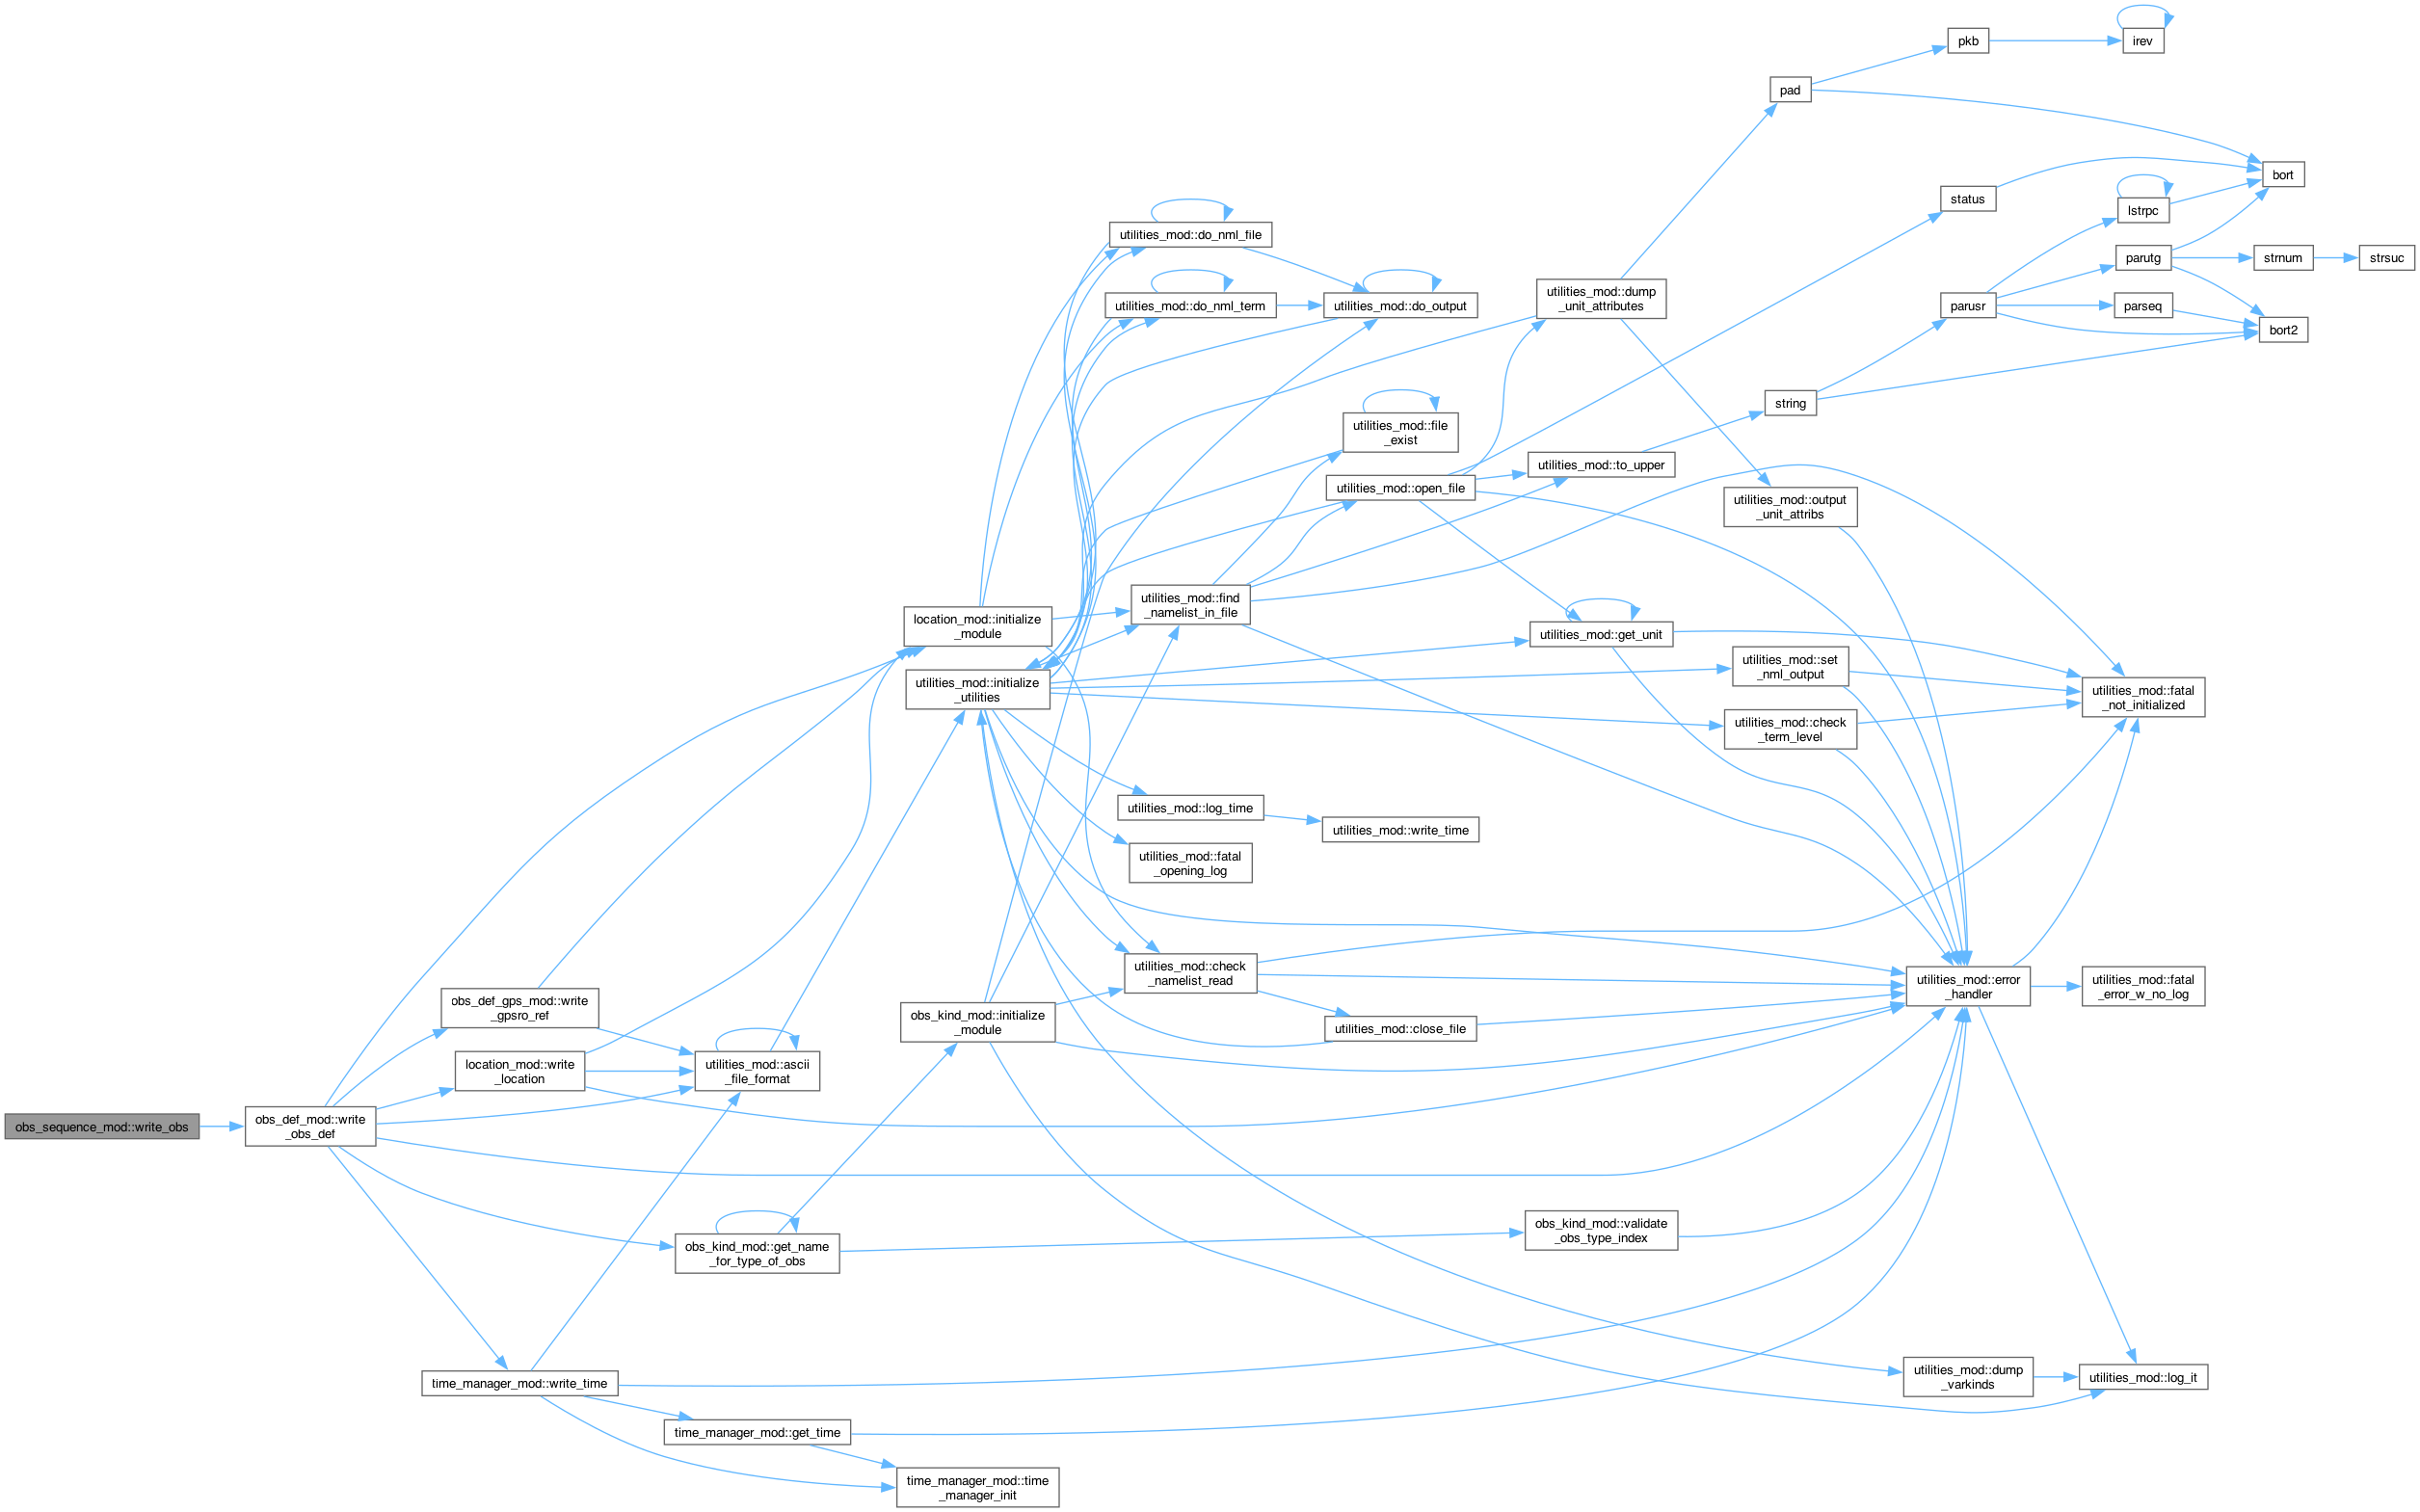 pkb
irev
pad
bort
status
lstrpc
utilities_mod::do_nml_file
parutg
strnum
strsuc
utilities_mod::dump
_unit_attributes
utilities_mod::do_nml_term
utilities_mod::do_output
parusr
parseq
bort2
string
utilities_mod::file
_exist
utilities_mod::to_upper
utilities_mod::open_file
utilities_mod::output
_unit_attribs
utilities_mod::find
_namelist_in_file
location_mod::initialize
_module
utilities_mod::get_unit
utilities_mod::set
_nml_output
utilities_mod::initialize
_utilities
utilities_mod::fatal
_not_initialized
utilities_mod::check
_term_level
utilities_mod::log_time
utilities_mod::write_time
utilities_mod::fatal
_opening_log
utilities_mod::check
_namelist_read
utilities_mod::error
_handler
utilities_mod::fatal
_error_w_no_log
obs_def_gps_mod::write
_gpsro_ref
obs_kind_mod::initialize
_module
utilities_mod::close_file
location_mod::write
_location
utilities_mod::ascii
_file_format
obs_sequence_mod::write_obs
obs_def_mod::write
_obs_def
obs_kind_mod::validate
_obs_type_index
obs_kind_mod::get_name
_for_type_of_obs
time_manager_mod::write_time
utilities_mod::dump
_varkinds
utilities_mod::log_it
time_manager_mod::get_time
time_manager_mod::time
_manager_init